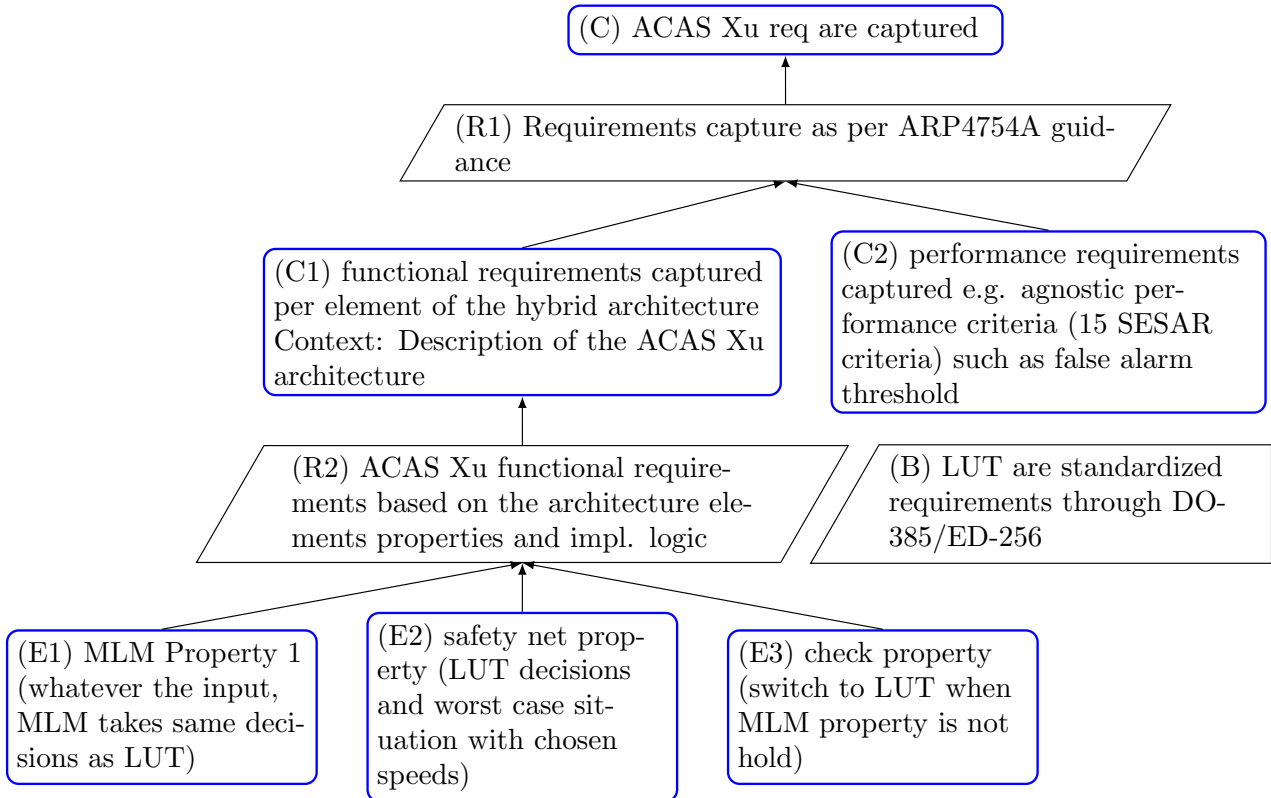 (C) ACAS Xu req are captured
(R1) Requirements capture as per ARP4754A guid-
ance
(C1) functional requirements captured
per element of the hybrid architecture
Context: Description of the ACAS Xu
architecture
(C2) performance requirements
captured e.g. agnostic per-
formance criteria (15 SESAR
criteria) such as false alarm
threshold
(R2) ACAS Xu functional require-
ments based on the architecture ele-
ments properties and impl. logic
(B) LUT are standardized
requirements through DO-
385/ED-256
(E1) MLM Property 1
(whatever the input,
MLM takes same deci-
sions as LUT)
(E2) safety net prop-
erty (LUT decisions
and worst case sit-
uation with chosen
speeds)
(E3) check property
(switch to LUT when
MLM property is not
hold)